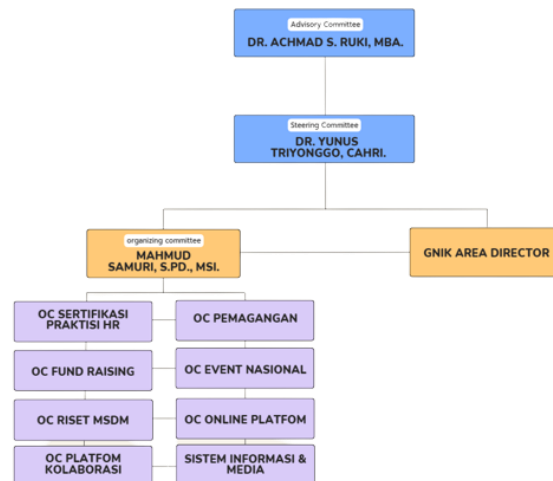 Advisory Committee
DR. ACHMAD S. RUKI, MBA.
Steering Committee
DR. YUNUS
TRIYONGGO, CAHRI.
organizing committee
MAHMUD
SAMURI, S.PD., MSI.
GNIK AREA DIRECTOR
OC SERTIFIKASI
PRAKTISI HR
OC PEMAGANGAN
OC FUND RAISING
OC EVENT NASIONAL
OC RISET MSDM
OC ONLINE PLATFOM
OC PLATFOM
KOLABORASI
SISTEM INFORMASI &
MEDIA